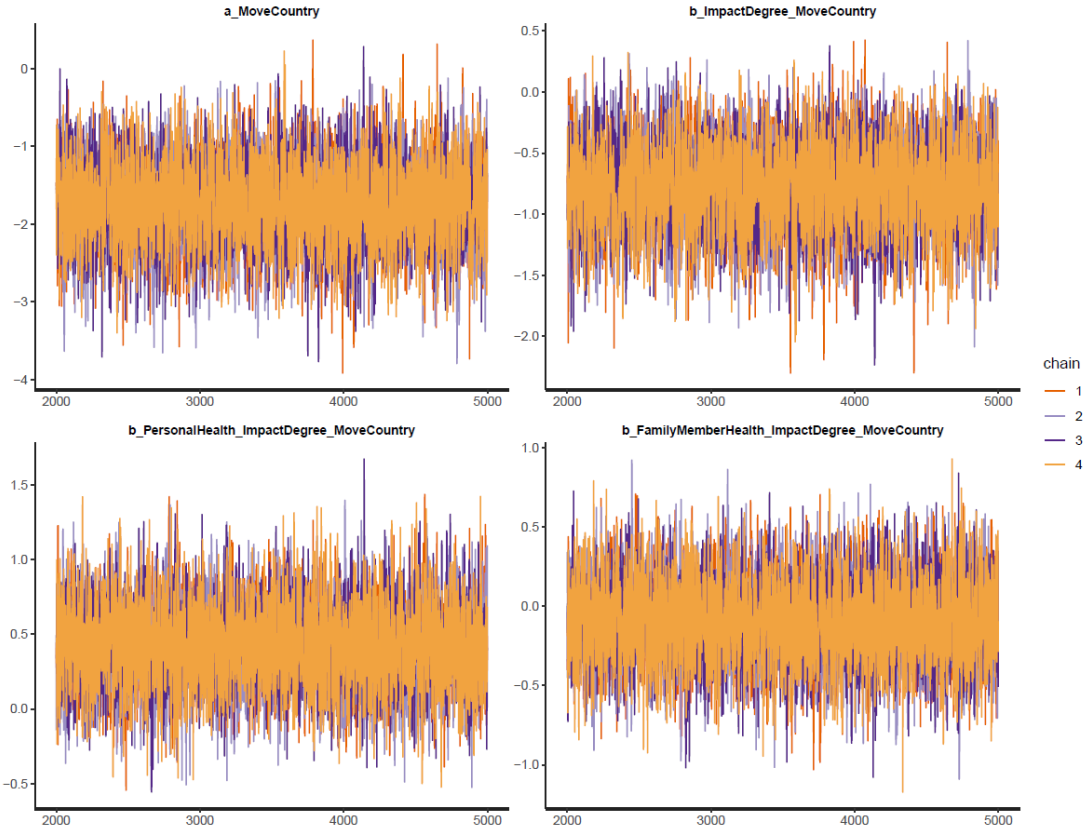 a_MoveCountry
b_ImpactDegree_MoveCountry
0
−1
−2
−3
−4
2000 3000 4000 5000
0.5
0.0
−0.5
−1.0
−1.5
−2.0
2000 3000 4000 5000
b_PersonalHealth_ImpactDegree_MoveCountry
b_FamilyMemberHealth_ImpactDegree_MoveCountry
1.5
1.0
0.5
0.0
−0.5
2000 3000 4000 5000
1.0
0.5
0.0
−0.5
−1.0
2000 3000 4000 5000
chain
1
2
3
4